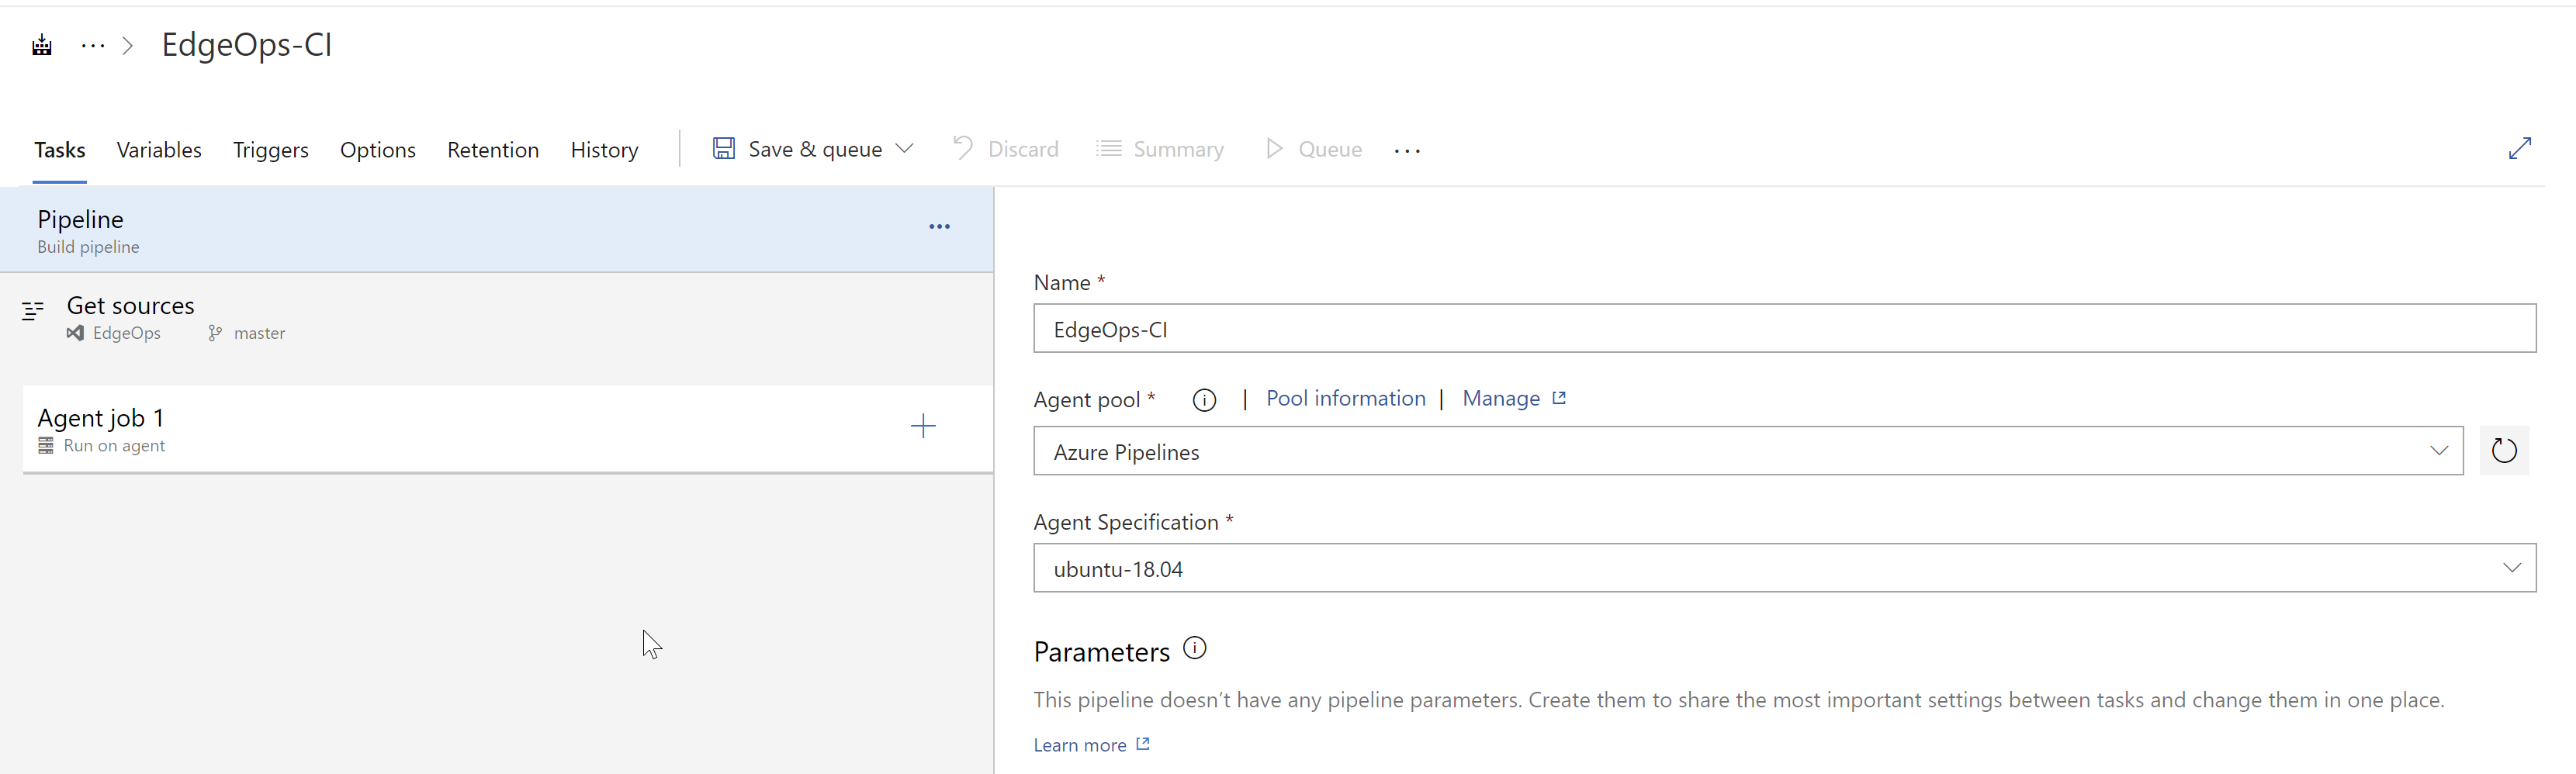 EdgeOps-CI
Tasks Variables Triggers Options Retention History Save & queue Discard Summary Queue
Pipeline
Build pipeline
Get sources
EdgeOps master
Agent job 1
Run on agent
Name *
EdgeOps-CI
Agent pool * | Pool information | Manage
Azure Pipelines
Agent Specification *
ubuntu-18.04
Parameters
This pipeline doesn't have any pipeline parameters. Create them to share the most important settings between tasks and change them in one place.
Learn more